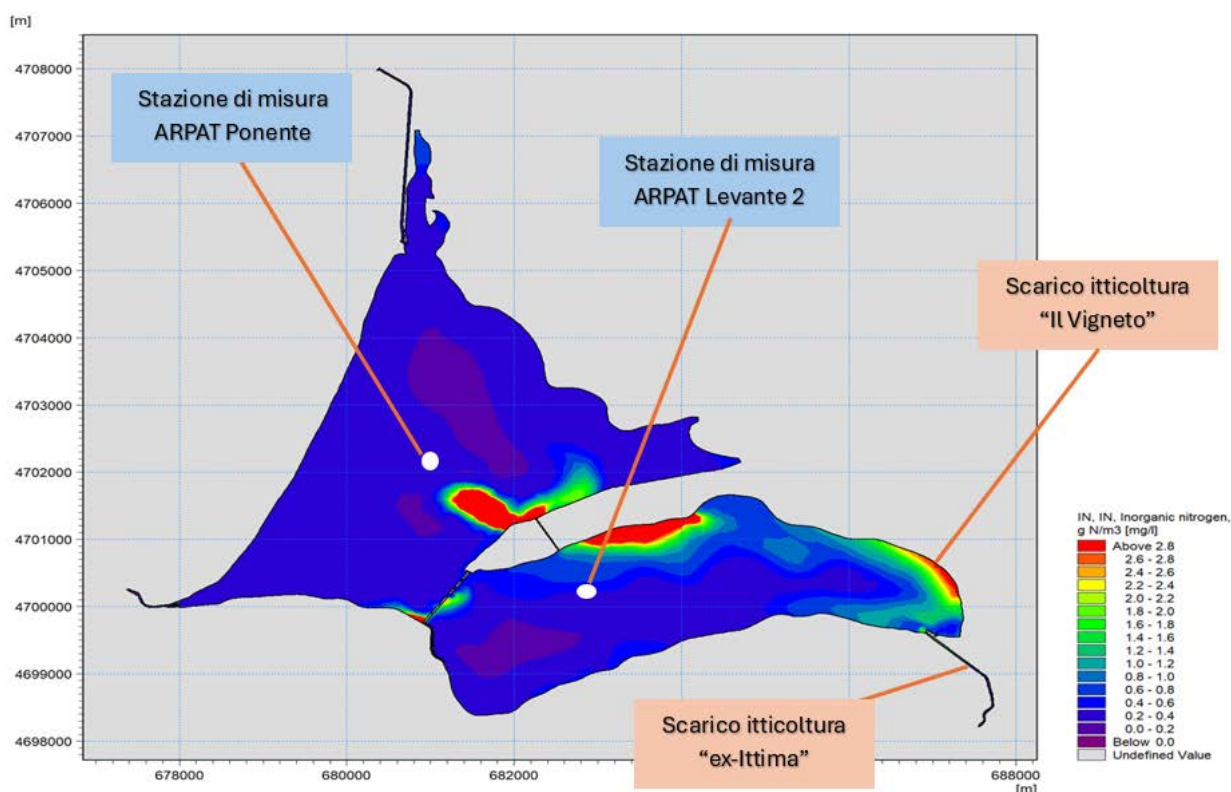 [m]
4708000
4707000
4706000
4705000
4704000
4703000
4702000
4701000
4700000
4699000
4698000
Stazione di misura
ARPAT Ponente
Stazione di misura
ARPAT Levante 2
Scarico itticoltura
“Il Vigneto”
Scarico itticoltura
“ex-Ittima”
678000
680000
682000
688000
[m]
IN, IN, Inorganic nitrogen,
g N/m3 [mg/l]
Above 2.8
2.6 - 2.8
2.4 - 2.6
2.2 - 2.4
2.0 - 2.2
1.8 - 2.0
1.6 - 1.8
1.4 - 1.6
1.2 - 1.4
1.0 - 1.2
0.8 - 1.0
0.6 - 0.8
0.4 - 0.6
0.2 - 0.4
0.0 - 0.2
Below 0.0
Undefined Value